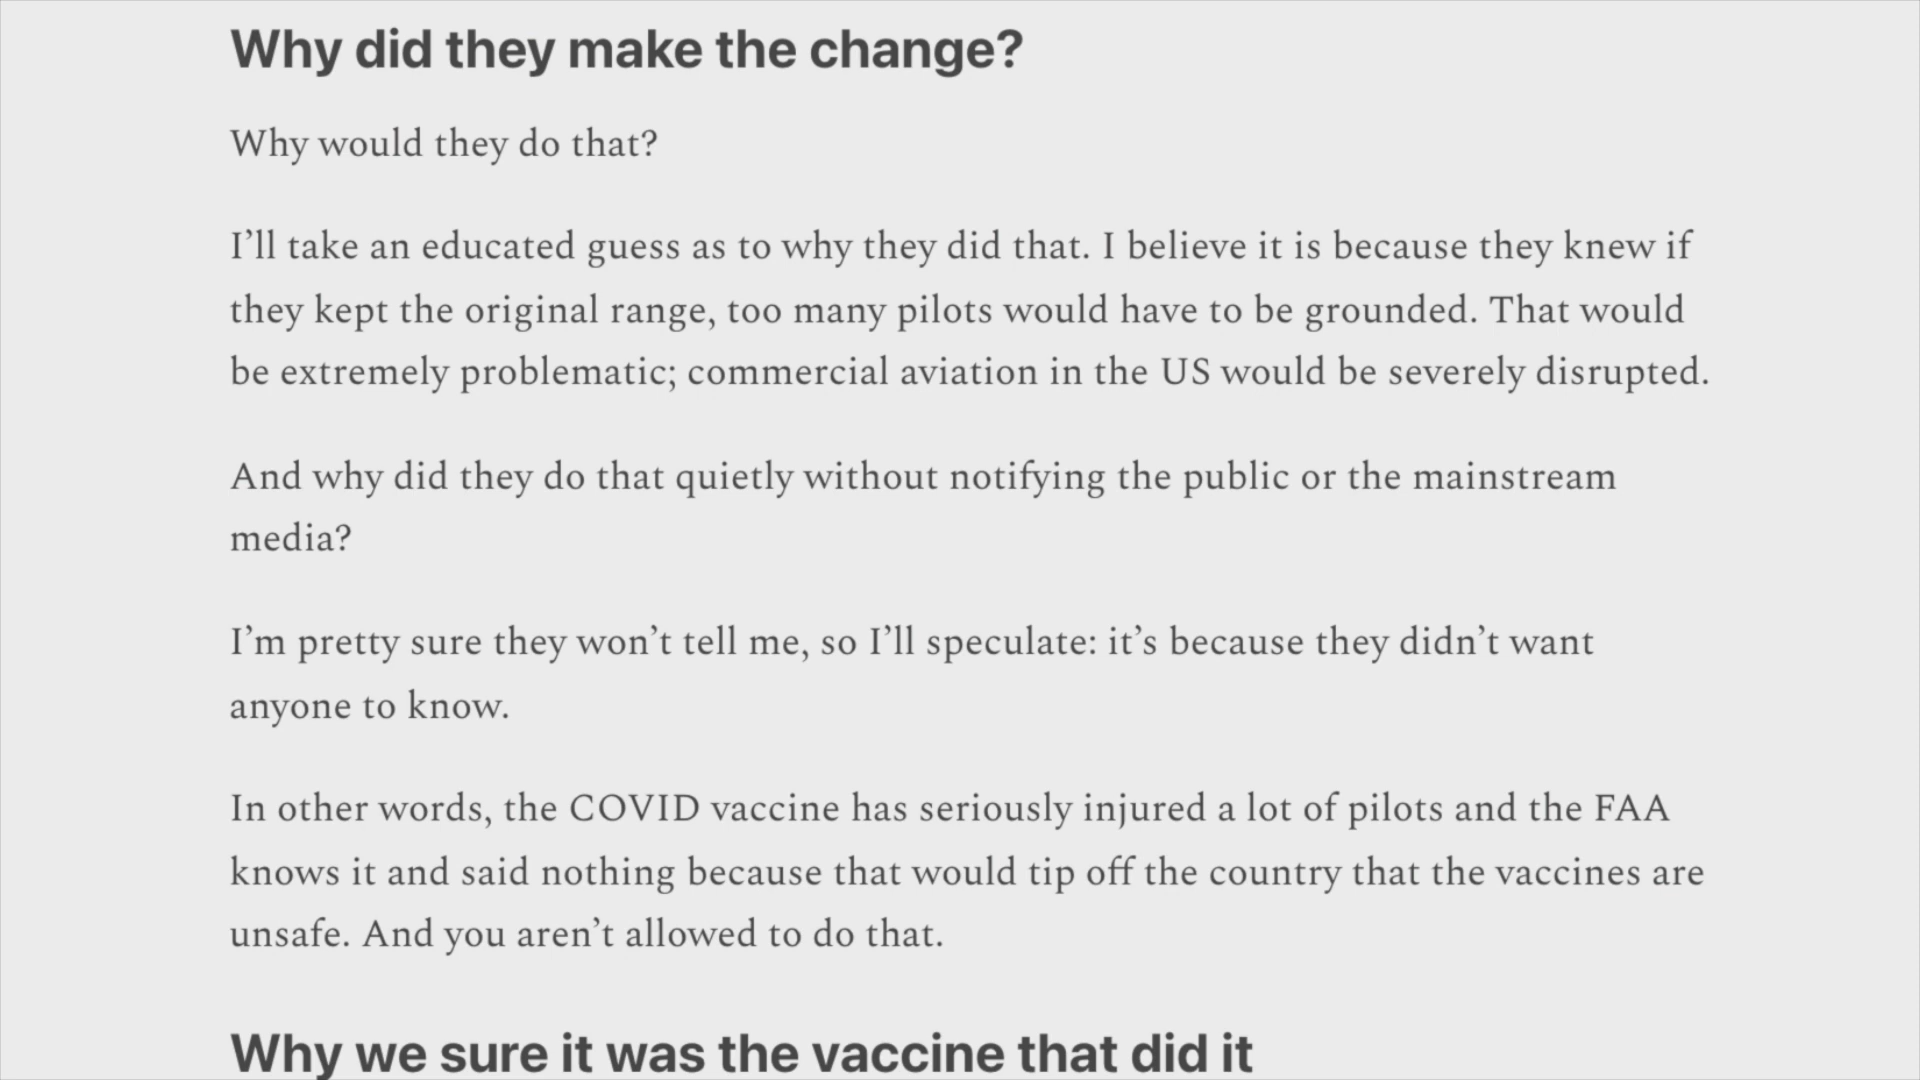 Why did they make the change?
Why would they do that?
I’ll take an educated guess as to why they did that. I believe it is because they knew if
they kept the original range, too many pilots would have to be grounded. That would
be extremely problematic; commercial aviation in the US would be severely disrupted.
And why did they do that quietly without notifying the public or the mainstream
media?
I’m pretty sure they won’t tell me, so I’ll speculate: it’s because they didn’t want
anyone to know.
In other words, the COVID vaccine has seriously injured a lot of pilots and the FAA
knows it and said nothing because that would tip off the country that the vaccines are
unsafe. And you aren’t allowed to do that.
Why we sure it was the vaccine that did it